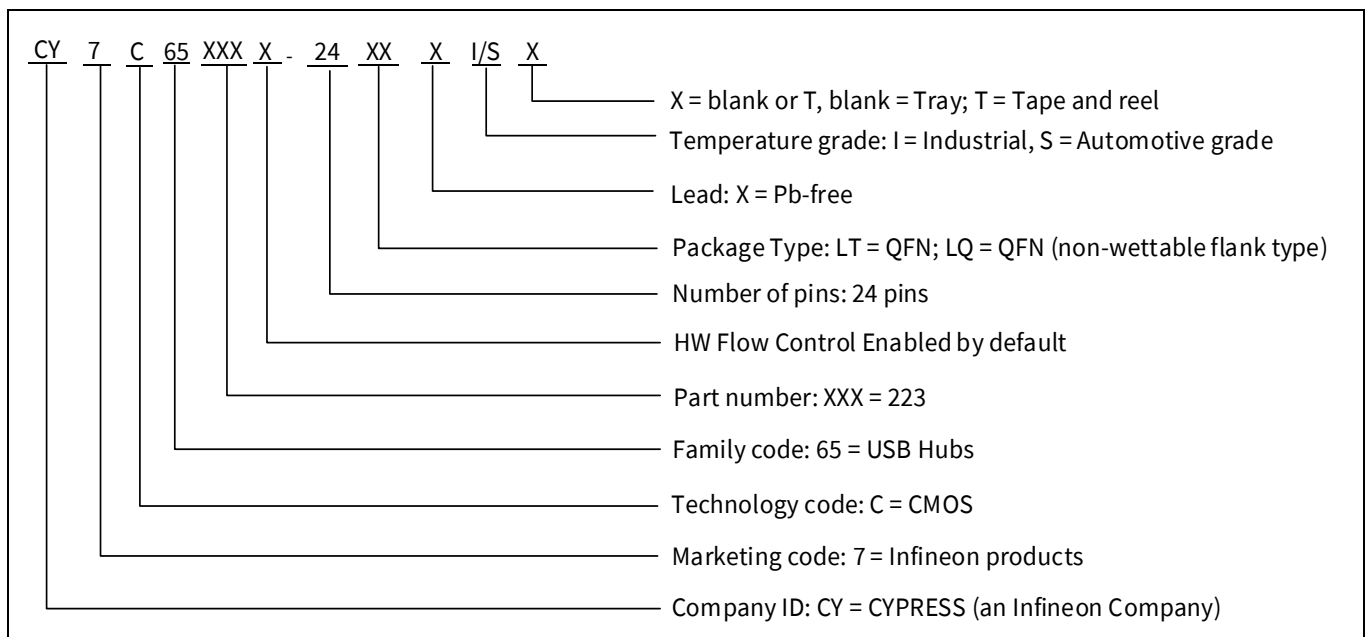 CY 7 C 65 XXX X - 24 XX X I/S X
X = blank or T, blank = Tray; T = Tape and reel
Temperature grade: I = Industrial, S = Automotive grade
Lead: X = Pb-free
Package Type: LT = QFN; LQ = QFN (non-wettable flank type)
Number of pins: 24 pins
HW Flow Control Enabled by default
Part number: XXX = 223
Family code: 65 = USB Hubs
Technology code: C = CMOS
Marketing code: 7 = Infineon products
Company ID: CY = CYPRESS (an Infineon Company)